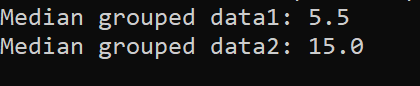 Median grouped data1: 5.5
Median grouped data2: 15.0